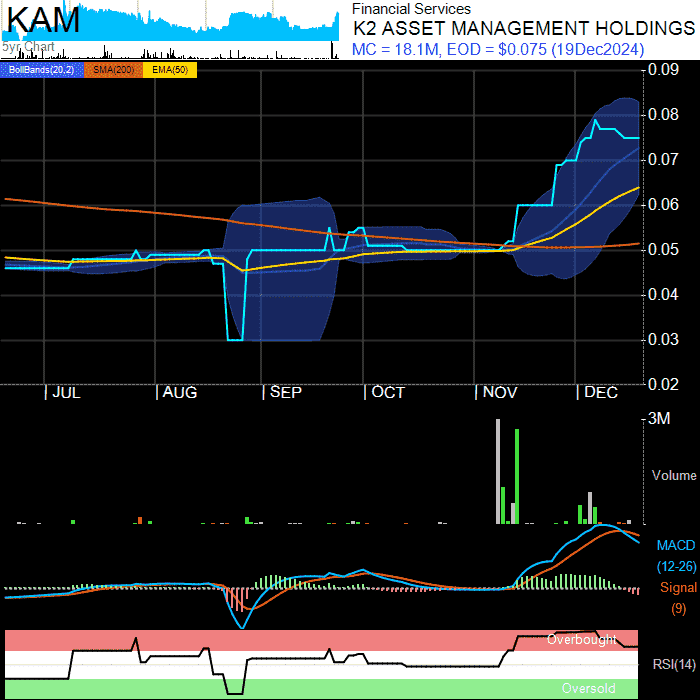 KAM
5yr Chart
Financial Services
K2 ASSET MANAGEMENT HOLDINGS
MC = 18.1M, EOD = $0.075 (19Dec2024)
BollBands(20,2) SMA(200) EMA(50)
0.09
0.08
0.07
0.06
0.05
0.04
0.03
0.02
JUL AUG SEP OCT NOV DEC
3M
Volume
MACD
(12-26)
Signal
(9)
Overbought
RSI(14)
Oversold